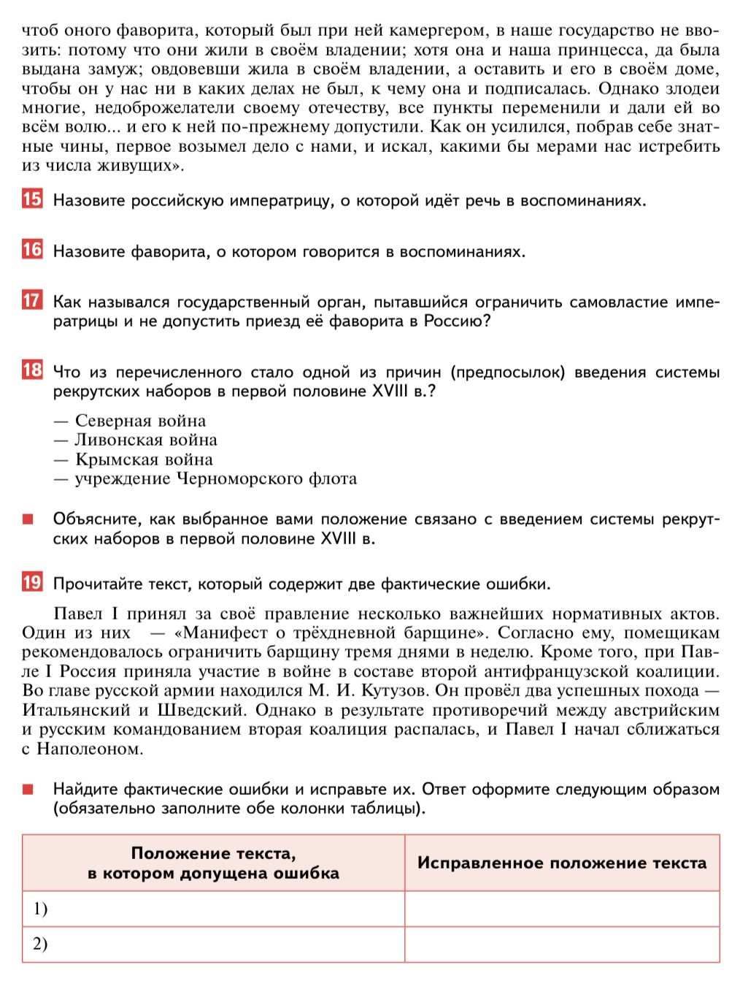 чтоб оного фаворита, который был при ней камергером, в наше государство не вво-
зить: потому что они жили в своём владении; хотя она и наша принцесса, да была
выдана замуж; овдовевши жила в своём владении, а оставить и его в своём доме,
чтобы он у нас ни в каких делах не был, к чему она и подписалась. Однако злодеи
многие, недоброжелатели своему отечеству, все пункты переменили и дали ей во
всём волю... и его к ней по-прежнему допустили. Как он усилился, побрав себе знат-
ные чины, первое возымел дело с нами, и искал, какими бы мерами нас истребить
из числа живущих».
15 Назовите российскую императрицу, о которой идёт речь в воспоминаниях.
16 Назовите фаворита, о котором говорится в воспоминаниях.
17 Как назывался государственный орган, пытавшийся ограничить самовластие импе-
ратрицы и не допустить приезд её фаворита в Россию?
18 Что из перечисленного стало одной из причин (предпосылок) введения системы
рекрутских наборов в первой половине XVIII в.?
— Северная война
— Ливонская война
— Крымская война
— учреждение Черноморского флота
Объясните, как выбранное вами положение связано с введением системы рекрут-
ских наборов в первой половине XVIII в.
19 Прочитайте текст, который содержит две фактические ошибки.
Павел I принял за своё правление несколько важнейших нормативных актов.
Один из них — «Манифест о трёхдневной барщине». Согласно ему, помещикам
рекомендовалось ограничить барщину тремя днями в неделю. Кроме того, при Пав-
ле I Россия приняла участие в войне в составе второй антифранцузской коалиции.
Во главе русской армии находился М. И. Кутузов. Он провёл два успешных похода —
Итальянский и Шведский. Однако в результате противоречий между австрийским
и русским командованием вторая коалиция распалась, и Павел I начал сближаться
с Наполеоном.
Найдите фактические ошибки и исправьте их. Ответ оформите следующим образом
(обязательно заполните обе колонки таблицы).
Положение текста,
в котором допущена ошибка
Исправленное положение текста
1)
2)